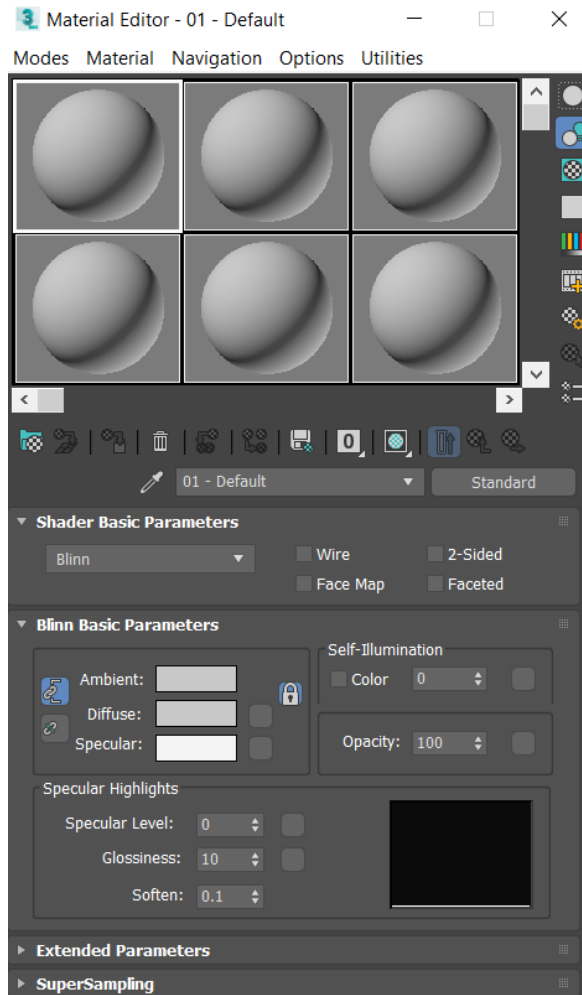 Material Editor - 01 - Default
Modes Material Navigation Options Utilities
0
01 - Default Standard
Shader Basic Parameters
Blinn Wire 2-Sided
Face Map Faceted
Blinn Basic Parameters
Self-Illumination
Ambient: Color 0
Diffuse:
Specular: Opacity: 100
Specular Highlights
Specular Level: 0
Glossiness: 10
Soften: 0.1
Extended Parameters
SuperSampling